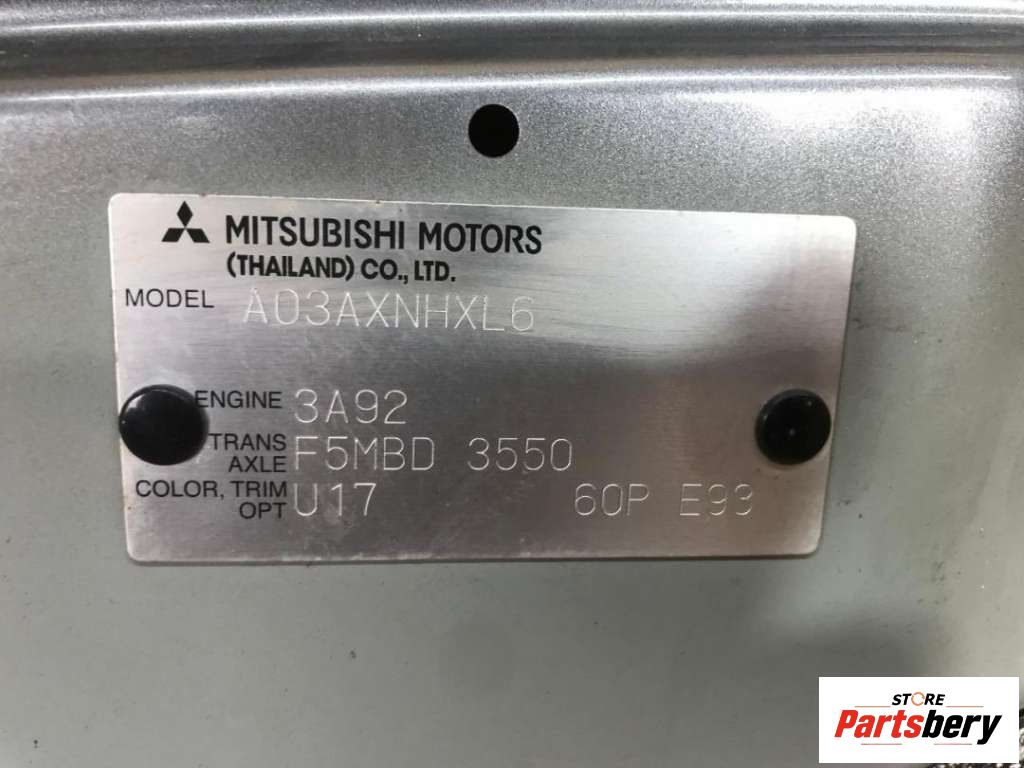 MITSUBISHI MOTORS
(THAILAND) CO., LTD.
MODEL A03AXNHXL6
ENGINE 3A92
TRANS AXLE F5MBD 3550
COLOR, TRIM OPT U17 60P E93
STORE
Partsbery